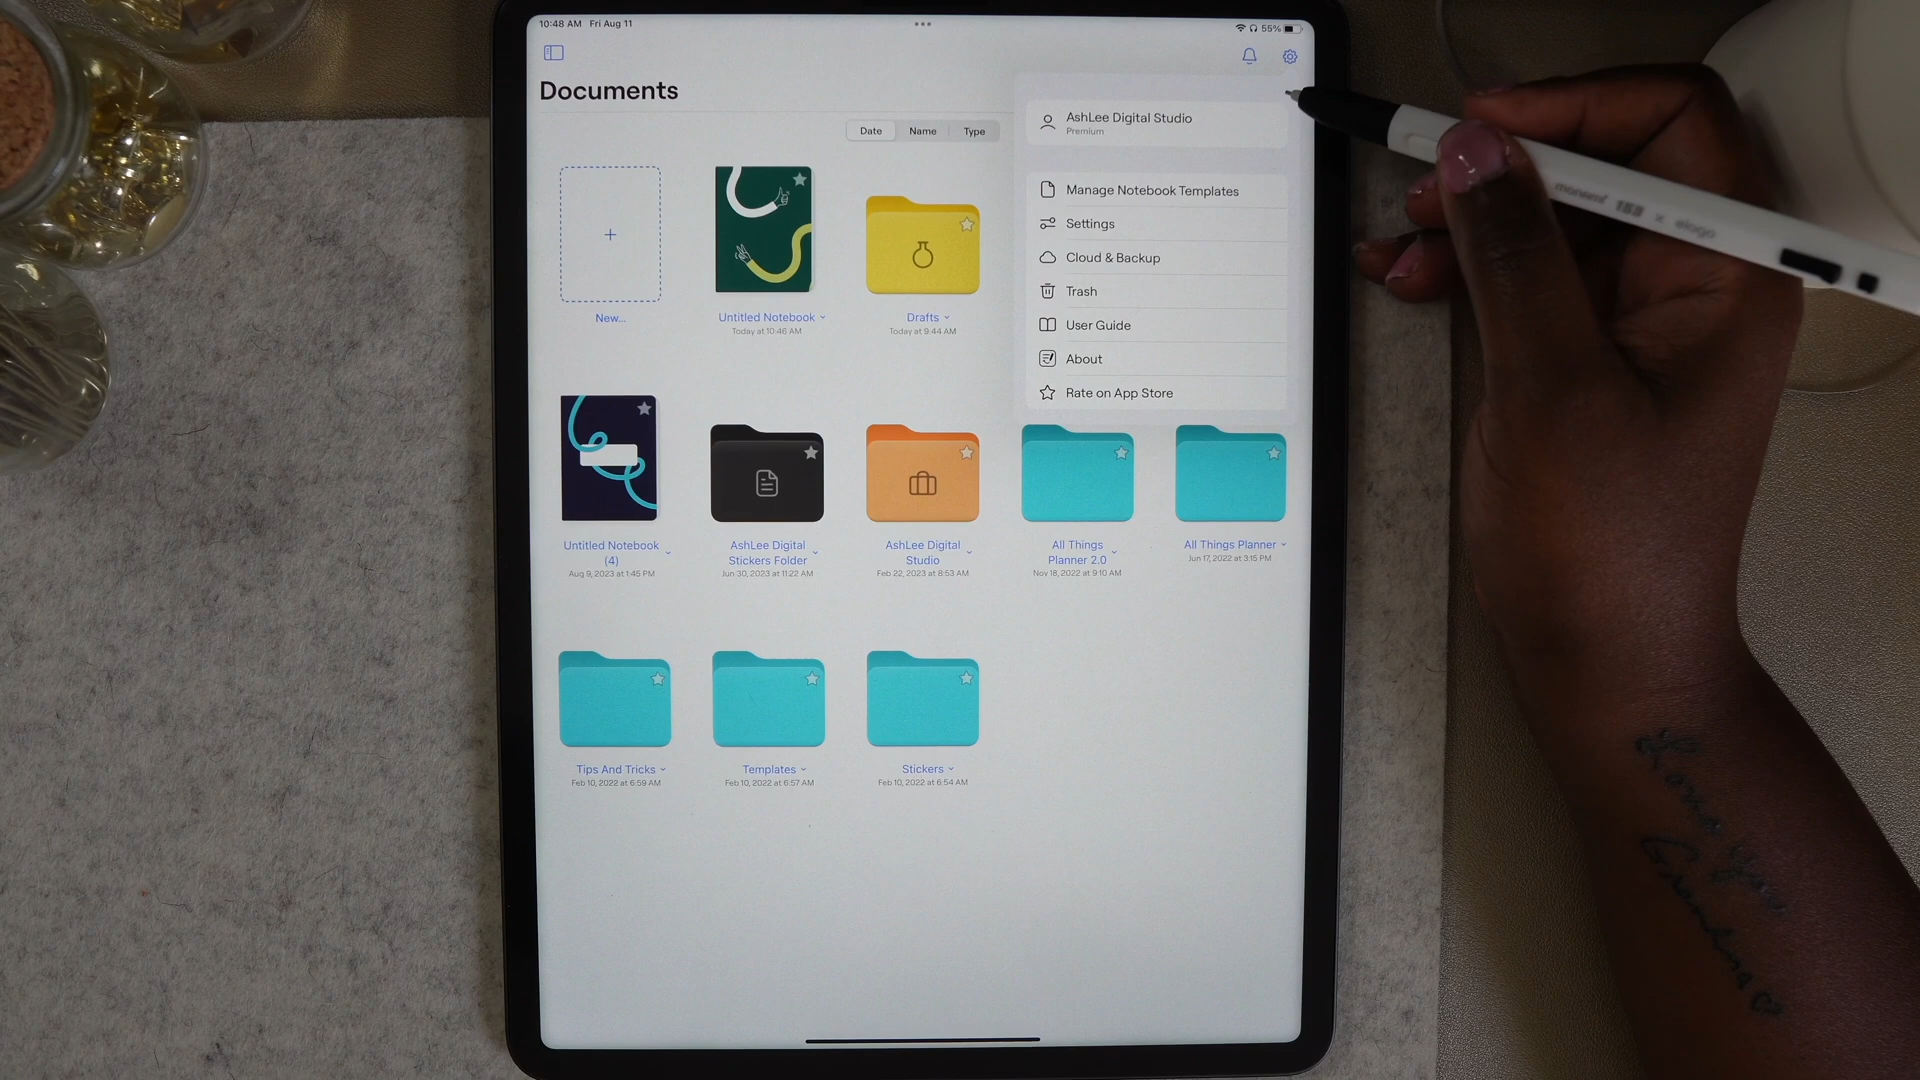 10:48 AM Fri Aug 11
55%
Documents
Date Name Type
AshLee Digital Studio
Premium
Manage Notebook Templates
Settings
Cloud & Backup
Trash
User Guide
About
Rate on App Store
New...
Untitled Notebook
Today at 10:46 AM
Drafts
Today at 9:44 AM
Untitled Notebook
(4)
Aug 9, 2023 at 1:45 PM
AshLee Digital
Stickers Folder
Jun 30, 2023 at 11:22 AM
AshLee Digital
Studio
Feb 22, 2023 at 8:53 AM
All Things
Planner 2.0
Nov 18, 2022 at 9:10 AM
All Things Planner
Jun 17, 2022 at 3:15 PM
Tips And Tricks
Feb 10, 2022 at 6:59 AM
Templates
Feb 10, 2022 at 6:57 AM
Stickers
Feb 10, 2022 at 6:54 AM
monami 153 x elago
You
Grandma